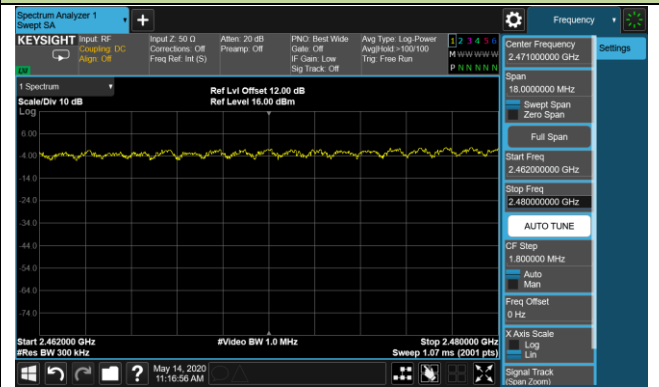 Spectrum Analyzer 1
Swept SA
Frequency
KEYSIGHT
Input: RF
Coupling: DC
Align: Off
Input Z: 50 Ω
Corrections: Off
Freq Ref: Int (S)
Atten: 20 dB
Preamp: Off
PNO: Best Wide
Gate: Off
IF Gain: Low
Sig Track: Off
Avg Type: Log-Power
Avg|Hold:>100/100
Trig: Free Run
1 2 3 4 5 6
M W W W W W
P N N N N N
LXI
1 Spectrum
Scale/Div 10 dB
Ref Lvl Offset 12.00 dB
Ref Level 16.00 dBm
Log
6.00
-4.00
-14.0
-24.0
-34.0
-44.0
-54.0
-64.0
-74.0
Start 2.462000 GHz
#Res BW 300 kHz
#Video BW 1.0 MHz
Stop 2.480000 GHz
Sweep 1.07 ms (2001 pts)
Center Frequency
2.471000000 GHz
Settings
Span
18.0000000 MHz
Swept Span
Zero Span
Full Span
Start Freq
2.462000000 GHz
Stop Freq
2.480000000 GHz
AUTO TUNE
CF Step
1.800000 MHz
Auto
Man
Freq Offset
0 Hz
X Axis Scale
Log
Lin
Signal Track
(Span Zoom)
?
May 14, 2020
11:16:56 AM